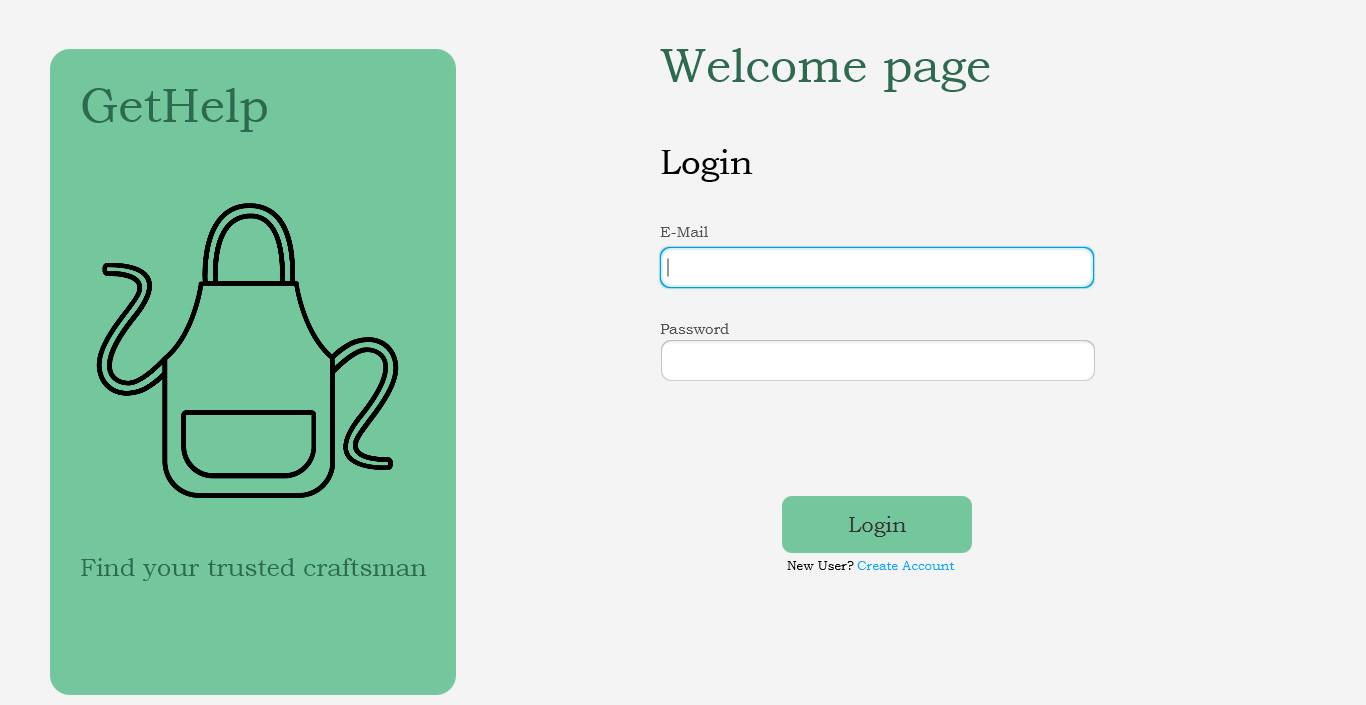 GetHelp
Find your trusted craftsman
Welcome page
Login
E-Mail
Password
Login
New User? Create Account